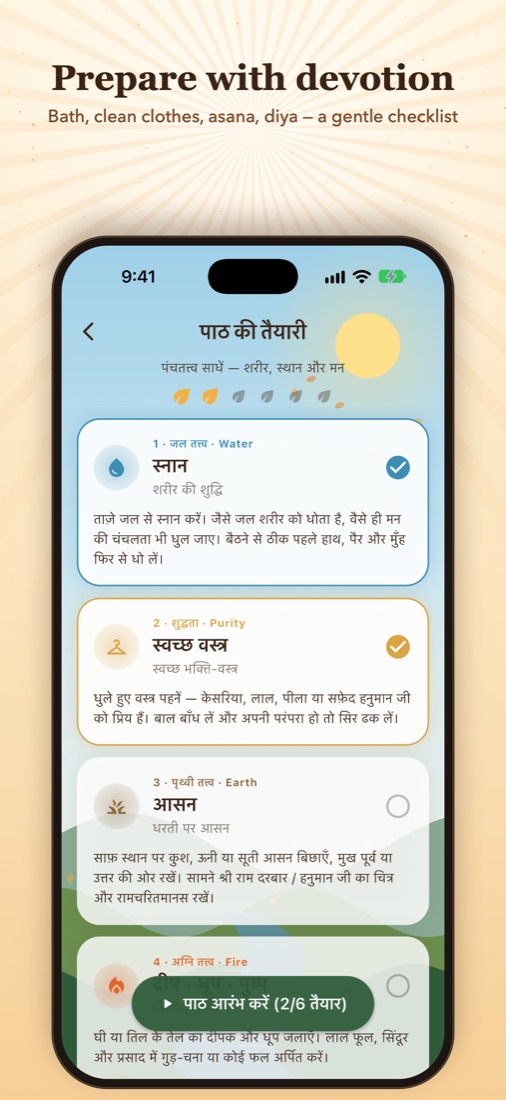 Prepare with devotion
Bath, clean clothes, asana, diya – a gentle checklist
9:41
पाठ की तैयारी
पंचतत्त्व साधें — शरीर, स्थान और मन
1 · जल तत्त्व · Water
स्नान
शरीर की शुद्धि
ताज़े जल से स्नान करें। जैसे जल शरीर को धोता है, वैसे ही मन
की चंचलता भी धुल जाए। बैठने से ठीक पहले हाथ, पैर और मुँह
फिर से धो लें।
2 · शुद्धता · Purity
स्वच्छ वस्त्र
स्वच्छ भक्ति-वस्त्र
धुले हुए वस्त्र पहनें — केसरिया, लाल, पीला या सफ़ेद हनुमान जी
को प्रिय हैं। बाल बाँध लें और अपनी परंपरा हो तो सिर ढक लें।
3 · पृथ्वी तत्त्व · Earth
आसन
धरती पर आसन
साफ़ स्थान पर कुश, ऊनी या सूती आसन बिछाएँ, मुख पूर्व या
उत्तर की ओर रखें। सामने श्री राम दरबार / हनुमान जी का चित्र
और रामचरितमानस रखें।
4 · अग्नि तत्त्व · Fire
दीप · धूप · पुष्प
पाठ आरंभ करें (2/6 तैयार)
घी या तिल के तेल का दीपक और धूप जलाएँ। लाल फूल, सिंदूर
और प्रसाद में गुड़-चना या कोई फल अर्पित करें।